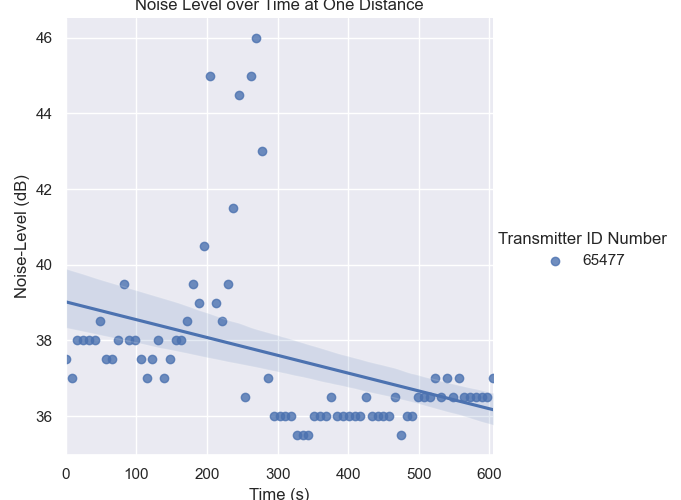 Noise Level over Time at One Distance
46
44
42
40
38
36
Noise-Level (dB)
0 100 200 300 400 500 600
Time (s)
Transmitter ID Number
65477